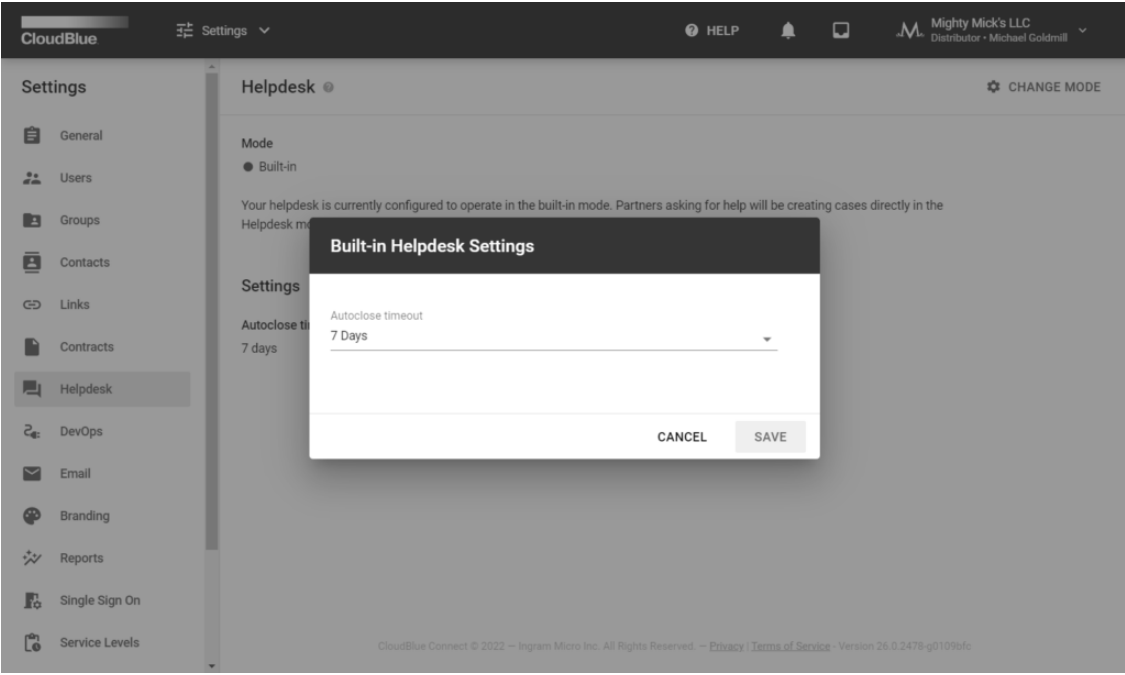 CloudBlue
Settings
HELP
Mighty Mick's LLC
Distributor • Michael Goldmill
Settings
General
Users
Groups
Contacts
Links
Contracts
Helpdesk
DevOps
Email
Branding
Reports
Single Sign On
Service Levels
Helpdesk
CHANGE MODE
Mode
Built-in
Your helpdesk is currently configured to operate in the built-in mode. Partners asking for help will be creating cases directly in the
Helpdesk
Built-in Helpdesk Settings
Settings
Autoclose
7 days
Autoclose timeout
7 Days
CANCEL
SAVE
CloudBlue Connect © 2022 — Ingram Micro Inc. All Rights Reserved. — Privacy | Terms of Service - Version 26.0.2476-g0109bfc